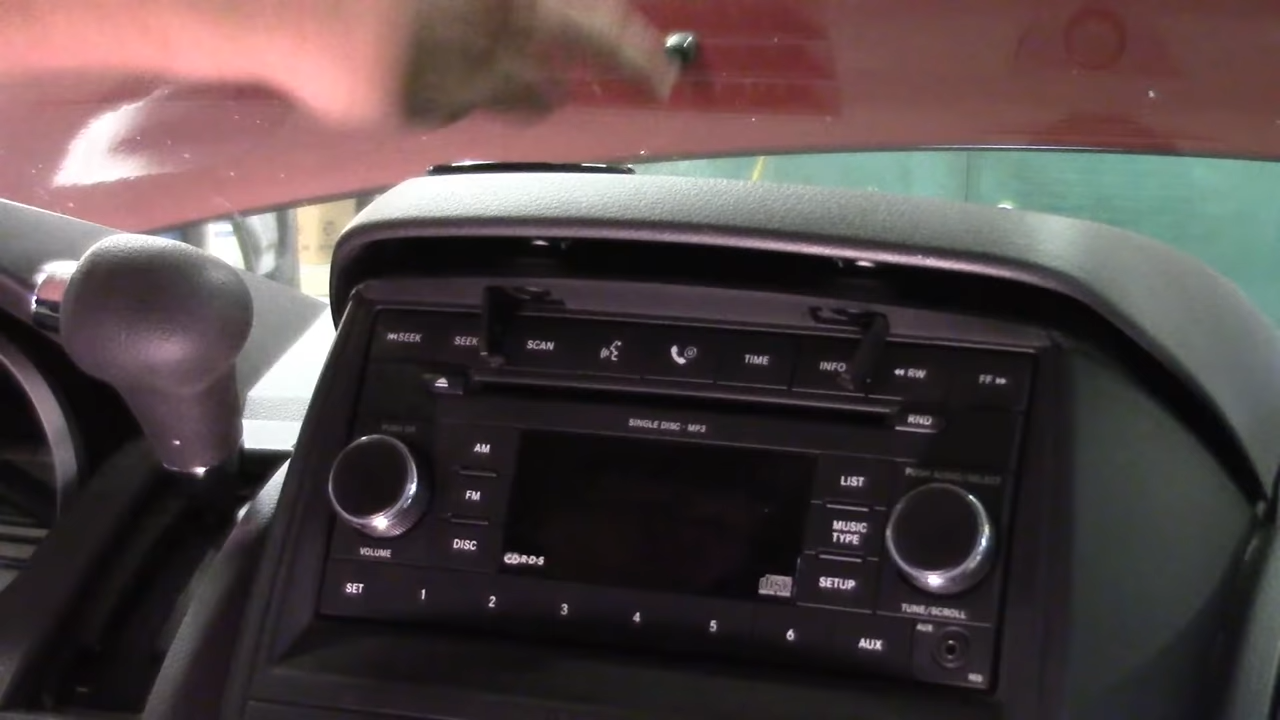 ⏮SEEK
SEEK
SCAN
TIME
INFO
◂◂ RW
FF ▸▸
RND
SINGLE DISC · MP3
AM
FM
DISC
VOLUME
LIST
MUSIC
TYPE
SETUP
TUNE/SCROLL
R·D·S
SET
1
2
3
4
5
6
AUX
AUX